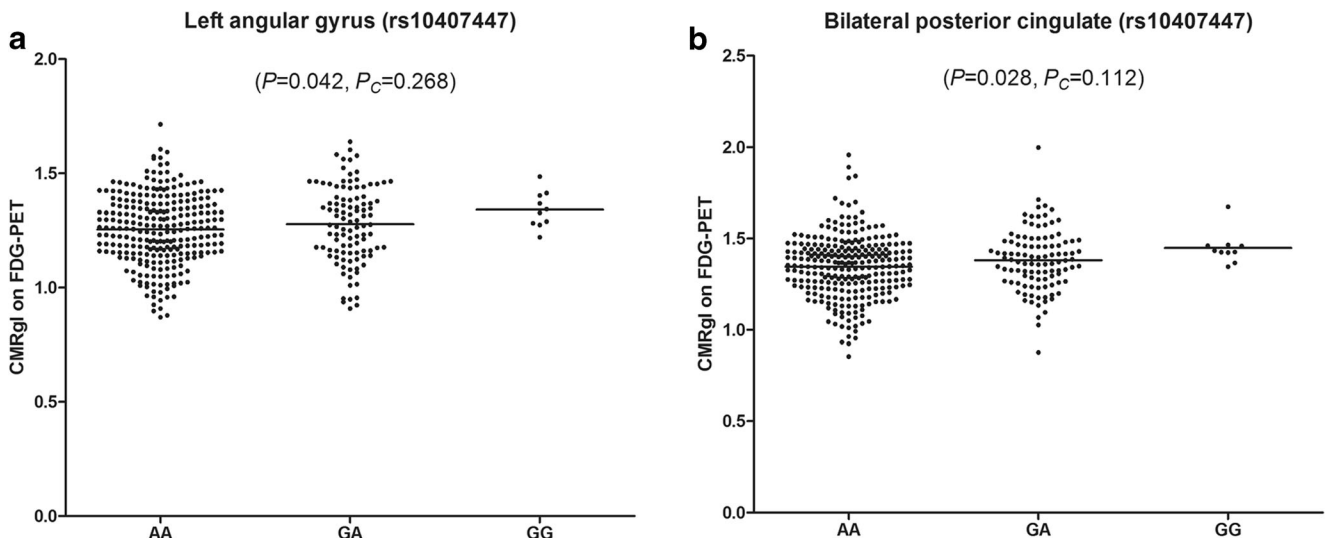 a
Left angular gyrus (rs10407447)
(P=0.042, PC=0.268)
CMRgl on FDG-PET
2.0
1.5
1.0
0.5
0.0
AA GA GG
b
Bilateral posterior cingulate (rs10407447)
(P=0.028, PC=0.112)
CMRgl on FDG-PET
2.5
2.0
1.5
1.0
0.5
0.0
AA GA GG